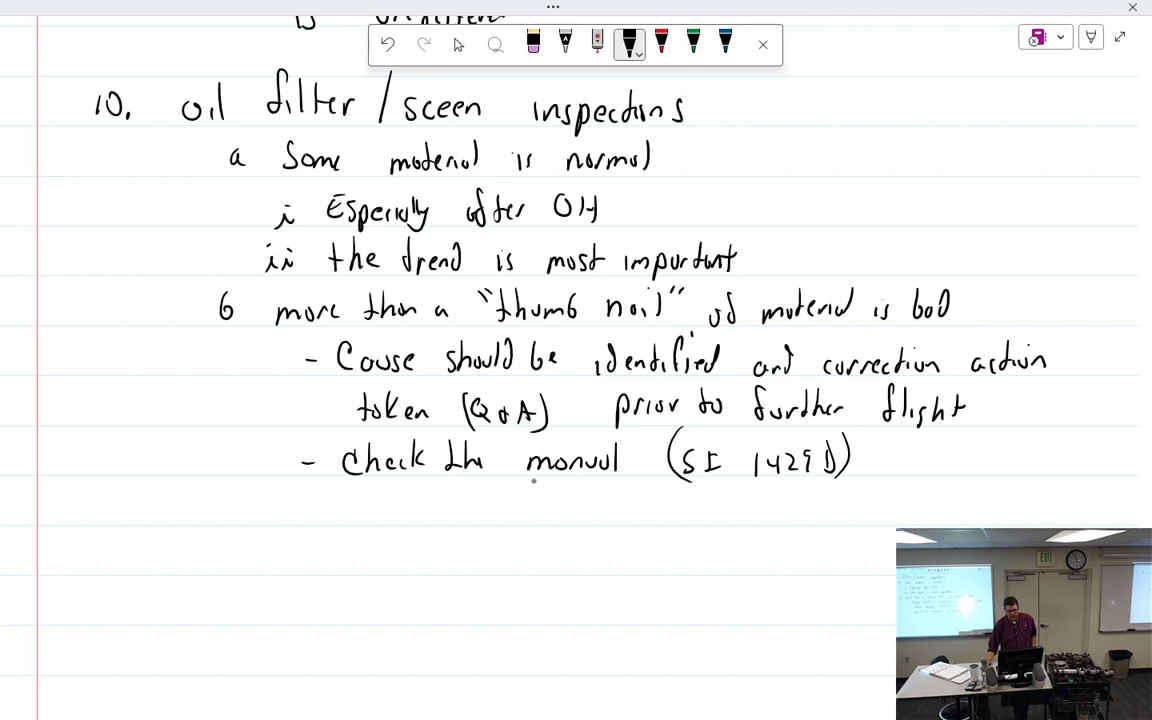 is
10. oil filter/sceen inspections
a some material is normal
i Especially after OH
ii the trend is most important
b more than a "thumb nail" of material is bad
- Cause should be identified and correction action
taken (Q&A) prior to further flight
- Check the manual (SI 1429D)
EXIT